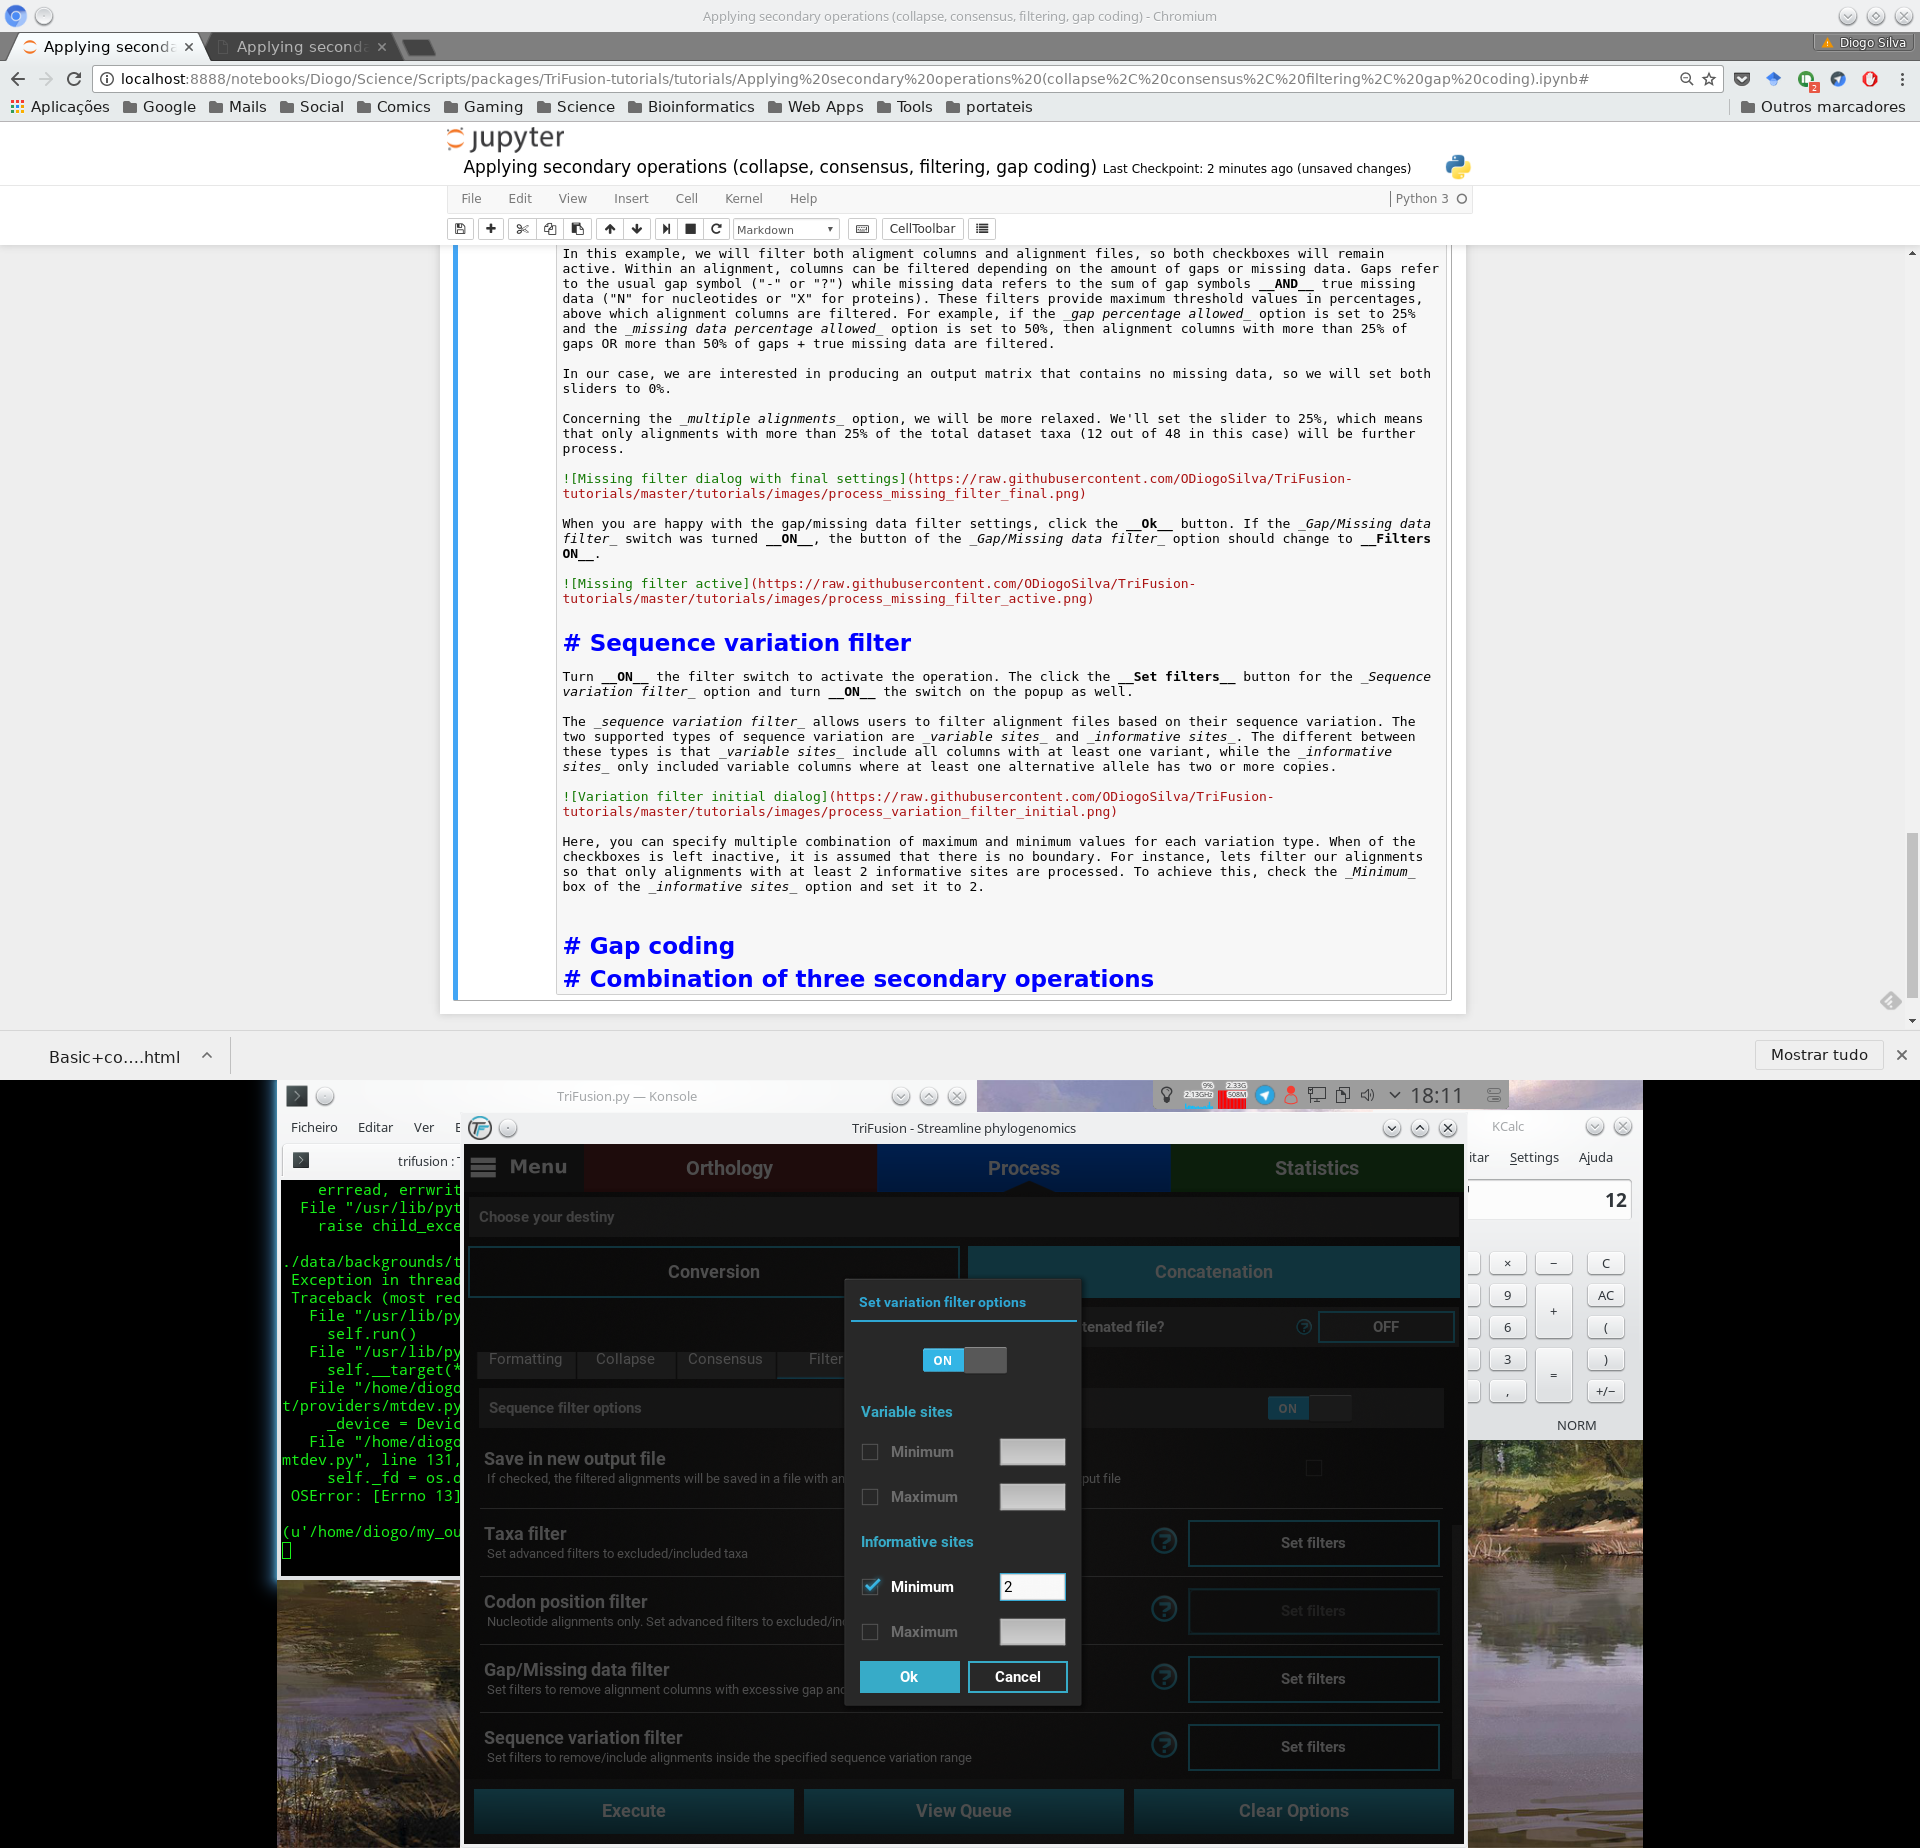 Applying secondary operations (collapse, consensus, filtering, gap coding) - Chromium
Applying seconda
Applying seconda
Diogo Silva
localhost:8888/notebooks/Diogo/Science/Scripts/packages/TriFusion-tutorials/tutorials/Applying%20secondary%20operations%20(collapse%2C%20consensus%2C%20filtering%2C%20gap%20coding).ipynb#
2
Aplicações Google Mails Social Comics Gaming Science Bioinformatics Web Apps Tools portateis Outros marcadores
jupyter
Applying secondary operations (collapse, consensus, filtering, gap coding) Last Checkpoint: 2 minutes ago (unsaved changes)
File Edit View Insert Cell Kernel Help Python 3
Markdown CellToolbar
In this example, we will filter both aligment columns and alignment files, so both checkboxes will remain
active. Within an alignment, columns can be filtered depending on the amount of gaps or missing data. Gaps refer
to the usual gap symbol ("-" or "?") while missing data refers to the sum of gap symbols __AND__ true missing
data ("N" for nucleotides or "X" for proteins). These filters provide maximum threshold values in percentages,
above which alignment columns are filtered. For example, if the _gap percentage allowed_ option is set to 25%
and the _missing data percentage allowed_ option is set to 50%, then alignment columns with more than 25% of
gaps OR more than 50% of gaps + true missing data are filtered.
In our case, we are interested in producing an output matrix that contains no missing data, so we will set both
sliders to 0%.
Concerning the _multiple alignments_ option, we will be more relaxed. We'll set the slider to 25%, which means
that only alignments with more than 25% of the total dataset taxa (12 out of 48 in this case) will be further
process.
![Missing filter dialog with final settings](https://raw.githubusercontent.com/ODiogoSilva/TriFusion-
tutorials/master/tutorials/images/process_missing_filter_final.png)
When you are happy with the gap/missing data filter settings, click the __Ok__ button. If the _Gap/Missing data
filter_ switch was turned __ON__, the button of the _Gap/Missing data filter_ option should change to __Filters
ON__.
![Missing filter active](https://raw.githubusercontent.com/ODiogoSilva/TriFusion-
tutorials/master/tutorials/images/process_missing_filter_active.png)
# Sequence variation filter
Turn __ON__ the filter switch to activate the operation. The click the __Set filters__ button for the _Sequence
variation filter_ option and turn __ON__ the switch on the popup as well.
The _sequence variation filter_ allows users to filter alignment files based on their sequence variation. The
two supported types of sequence variation are _variable sites_ and _informative sites_. The different between
these types is that _variable sites_ include all columns with at least one variant, while the _informative
sites_ only included variable columns where at least one alternative allele has two or more copies.
![Variation filter initial dialog](https://raw.githubusercontent.com/ODiogoSilva/TriFusion-
tutorials/master/tutorials/images/process_variation_filter_initial.png)
Here, you can specify multiple combination of maximum and minimum values for each variation type. When of the
checkboxes is left inactive, it is assumed that there is no boundary. For instance, lets filter our alignments
so that only alignments with at least 2 informative sites are processed. To achieve this, check the _Minimum_
box of the _informative sites_ option and set it to 2.
# Gap coding
# Combination of three secondary operations
Basic+co....html
Mostrar tudo
TriFusion.py — Konsole
9%
2.13GHz
2.33G
508M
18:11
Ficheiro Editar Ver E
trifusion : T
errread, errwrit
File "/usr/lib/pyt
raise child_exce
./data/backgrounds/t
Exception in thread
Traceback (most rec
File "/usr/lib/py
self.run()
File "/usr/lib/py
self.__target(*
File "/home/diogo
t/providers/mtdev.py
_device = Devic
File "/home/diogo
mtdev.py", line 131,
self._fd = os.o
OSError: [Errno 13]
(u'/home/diogo/my_ou
TriFusion - Streamline phylogenomics
Menu Orthology Process Statistics
Choose your destiny
Conversion Concatenation
tenated file? ? OFF
Formatting Collapse Consensus Filter
Sequence filter options ON
Save in new output file
If checked, the filtered alignments will be saved in a file with an
put file
Taxa filter
Set advanced filters to excluded/included taxa
? Set filters
Codon position filter
Nucleotide alignments only. Set advanced filters to excluded/inc
? Set filters
Gap/Missing data filter
Set filters to remove alignment columns with excessive gap and
? Set filters
Sequence variation filter
Set filters to remove/include alignments inside the specified sequence variation range
? Set filters
Execute View Queue Clear Options
Set variation filter options
ON
Variable sites
Minimum
Maximum
Informative sites
Minimum 2
Maximum
Ok Cancel
KCalc
itar Settings Ajuda
12
× − C
9 + AC
6 (
3 = )
, +/−
NORM